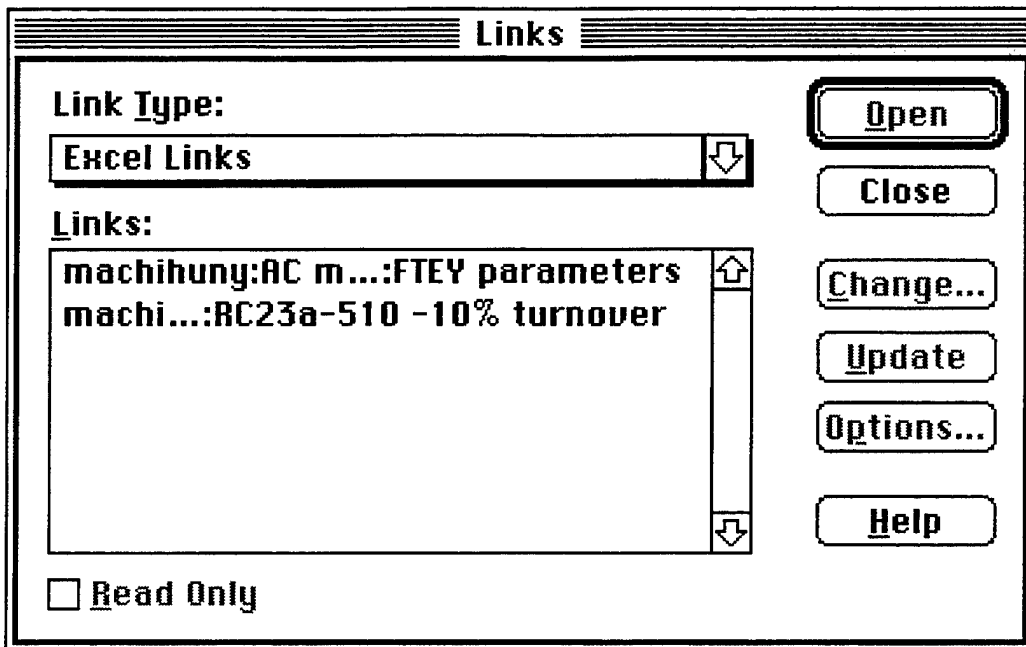 Links
Link Type:
Excel Links
Links:
machihuny:AC m...:FTEY parameters
machi...:RC23a-510 -10% turnover
Read Only
Open
Close
Change...
Update
Options...
Help